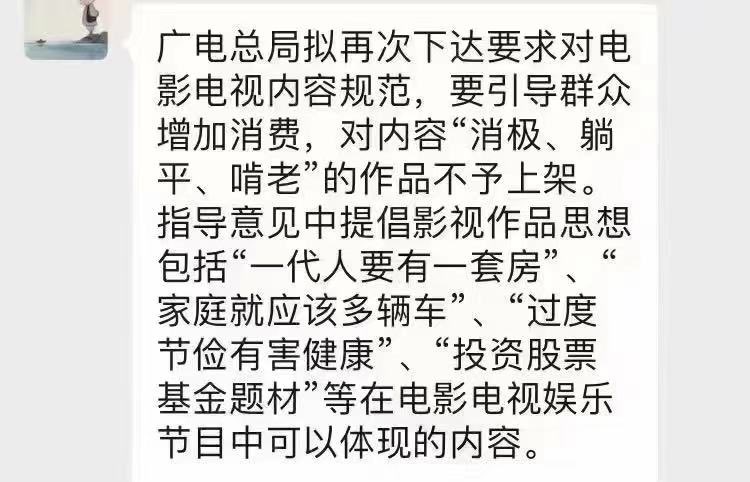 广电总局拟再次下达要求对电
影电视内容规范，要引导群众
增加消费，对内容“消极、躺
平、啃老”的作品不予上架。
指导意见中提倡影视作品思想
包括“一代人要有一套房”、“
家庭就应该多辆车”、“过度
节俭有害健康”、“投资股票
基金题材”等在电影电视娱乐
节目中可以体现的内容。